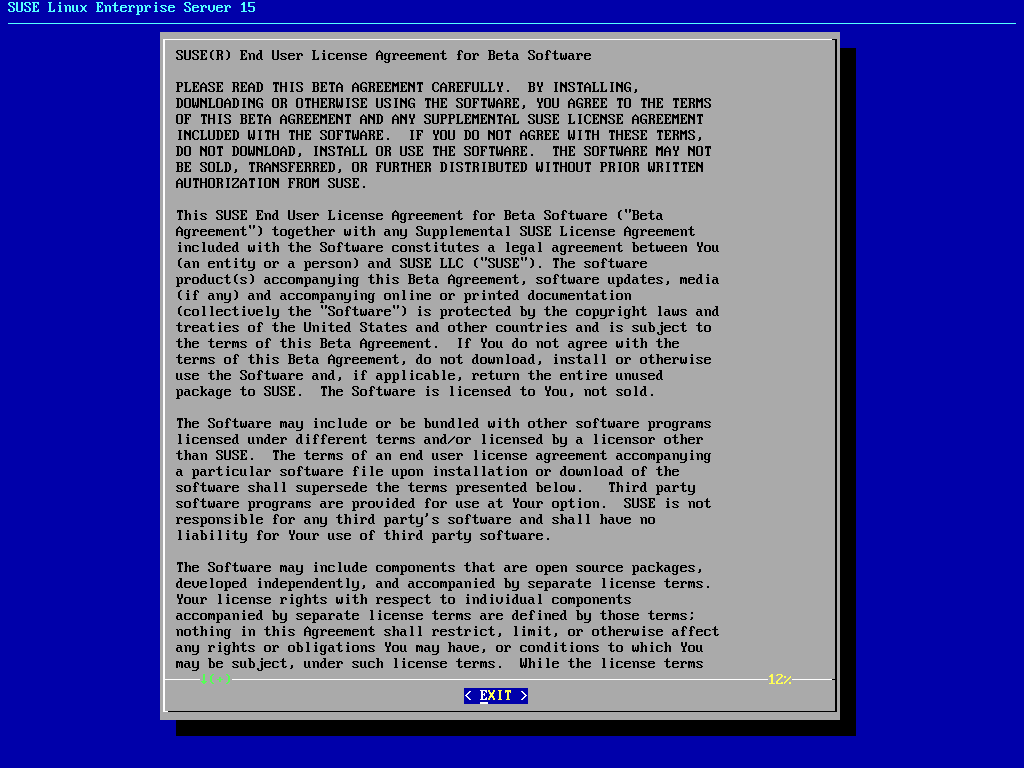 SUSE Linux Enterprise Server 15
SUSE(R) End User License Agreement for Beta Software
PLEASE READ THIS BETA AGREEMENT CAREFULLY.  BY INSTALLING,
DOWNLOADING OR OTHERWISE USING THE SOFTWARE, YOU AGREE TO THE TERMS
OF THIS BETA AGREEMENT AND ANY SUPPLEMENTAL SUSE LICENSE AGREEMENT
INCLUDED WITH THE SOFTWARE.  IF YOU DO NOT AGREE WITH THESE TERMS,
DO NOT DOWNLOAD, INSTALL OR USE THE SOFTWARE.  THE SOFTWARE MAY NOT
BE SOLD, TRANSFERRED, OR FURTHER DISTRIBUTED WITHOUT PRIOR WRITTEN
AUTHORIZATION FROM SUSE.
This SUSE End User License Agreement for Beta Software ("Beta
Agreement") together with any Supplemental SUSE License Agreement
included with the Software constitutes a legal agreement between You
(an entity or a person) and SUSE LLC ("SUSE"). The software
product(s) accompanying this Beta Agreement, software updates, media
(if any) and accompanying online or printed documentation
(collectively the "Software") is protected by the copyright laws and
treaties of the United States and other countries and is subject to
the terms of this Beta Agreement.  If You do not agree with the
terms of this Beta Agreement, do not download, install or otherwise
use the Software and, if applicable, return the entire unused
package to SUSE.  The Software is licensed to You, not sold.
The Software may include or be bundled with other software programs
licensed under different terms and/or licensed by a licensor other
than SUSE.  The terms of an end user license agreement accompanying
a particular software file upon installation or download of the
software shall supersede the terms presented below.   Third party
software programs are provided for use at Your option.  SUSE is not
responsible for any third party's software and shall have no
liability for Your use of third party software.
The Software may include components that are open source packages,
developed independently, and accompanied by separate license terms.
Your license rights with respect to individual components
accompanied by separate license terms are defined by those terms;
nothing in this Agreement shall restrict, limit, or otherwise affect
any rights or obligations You may have, or conditions to which You
may be subject, under such license terms.  While the license terms
↓(+) 12%
< EXIT >